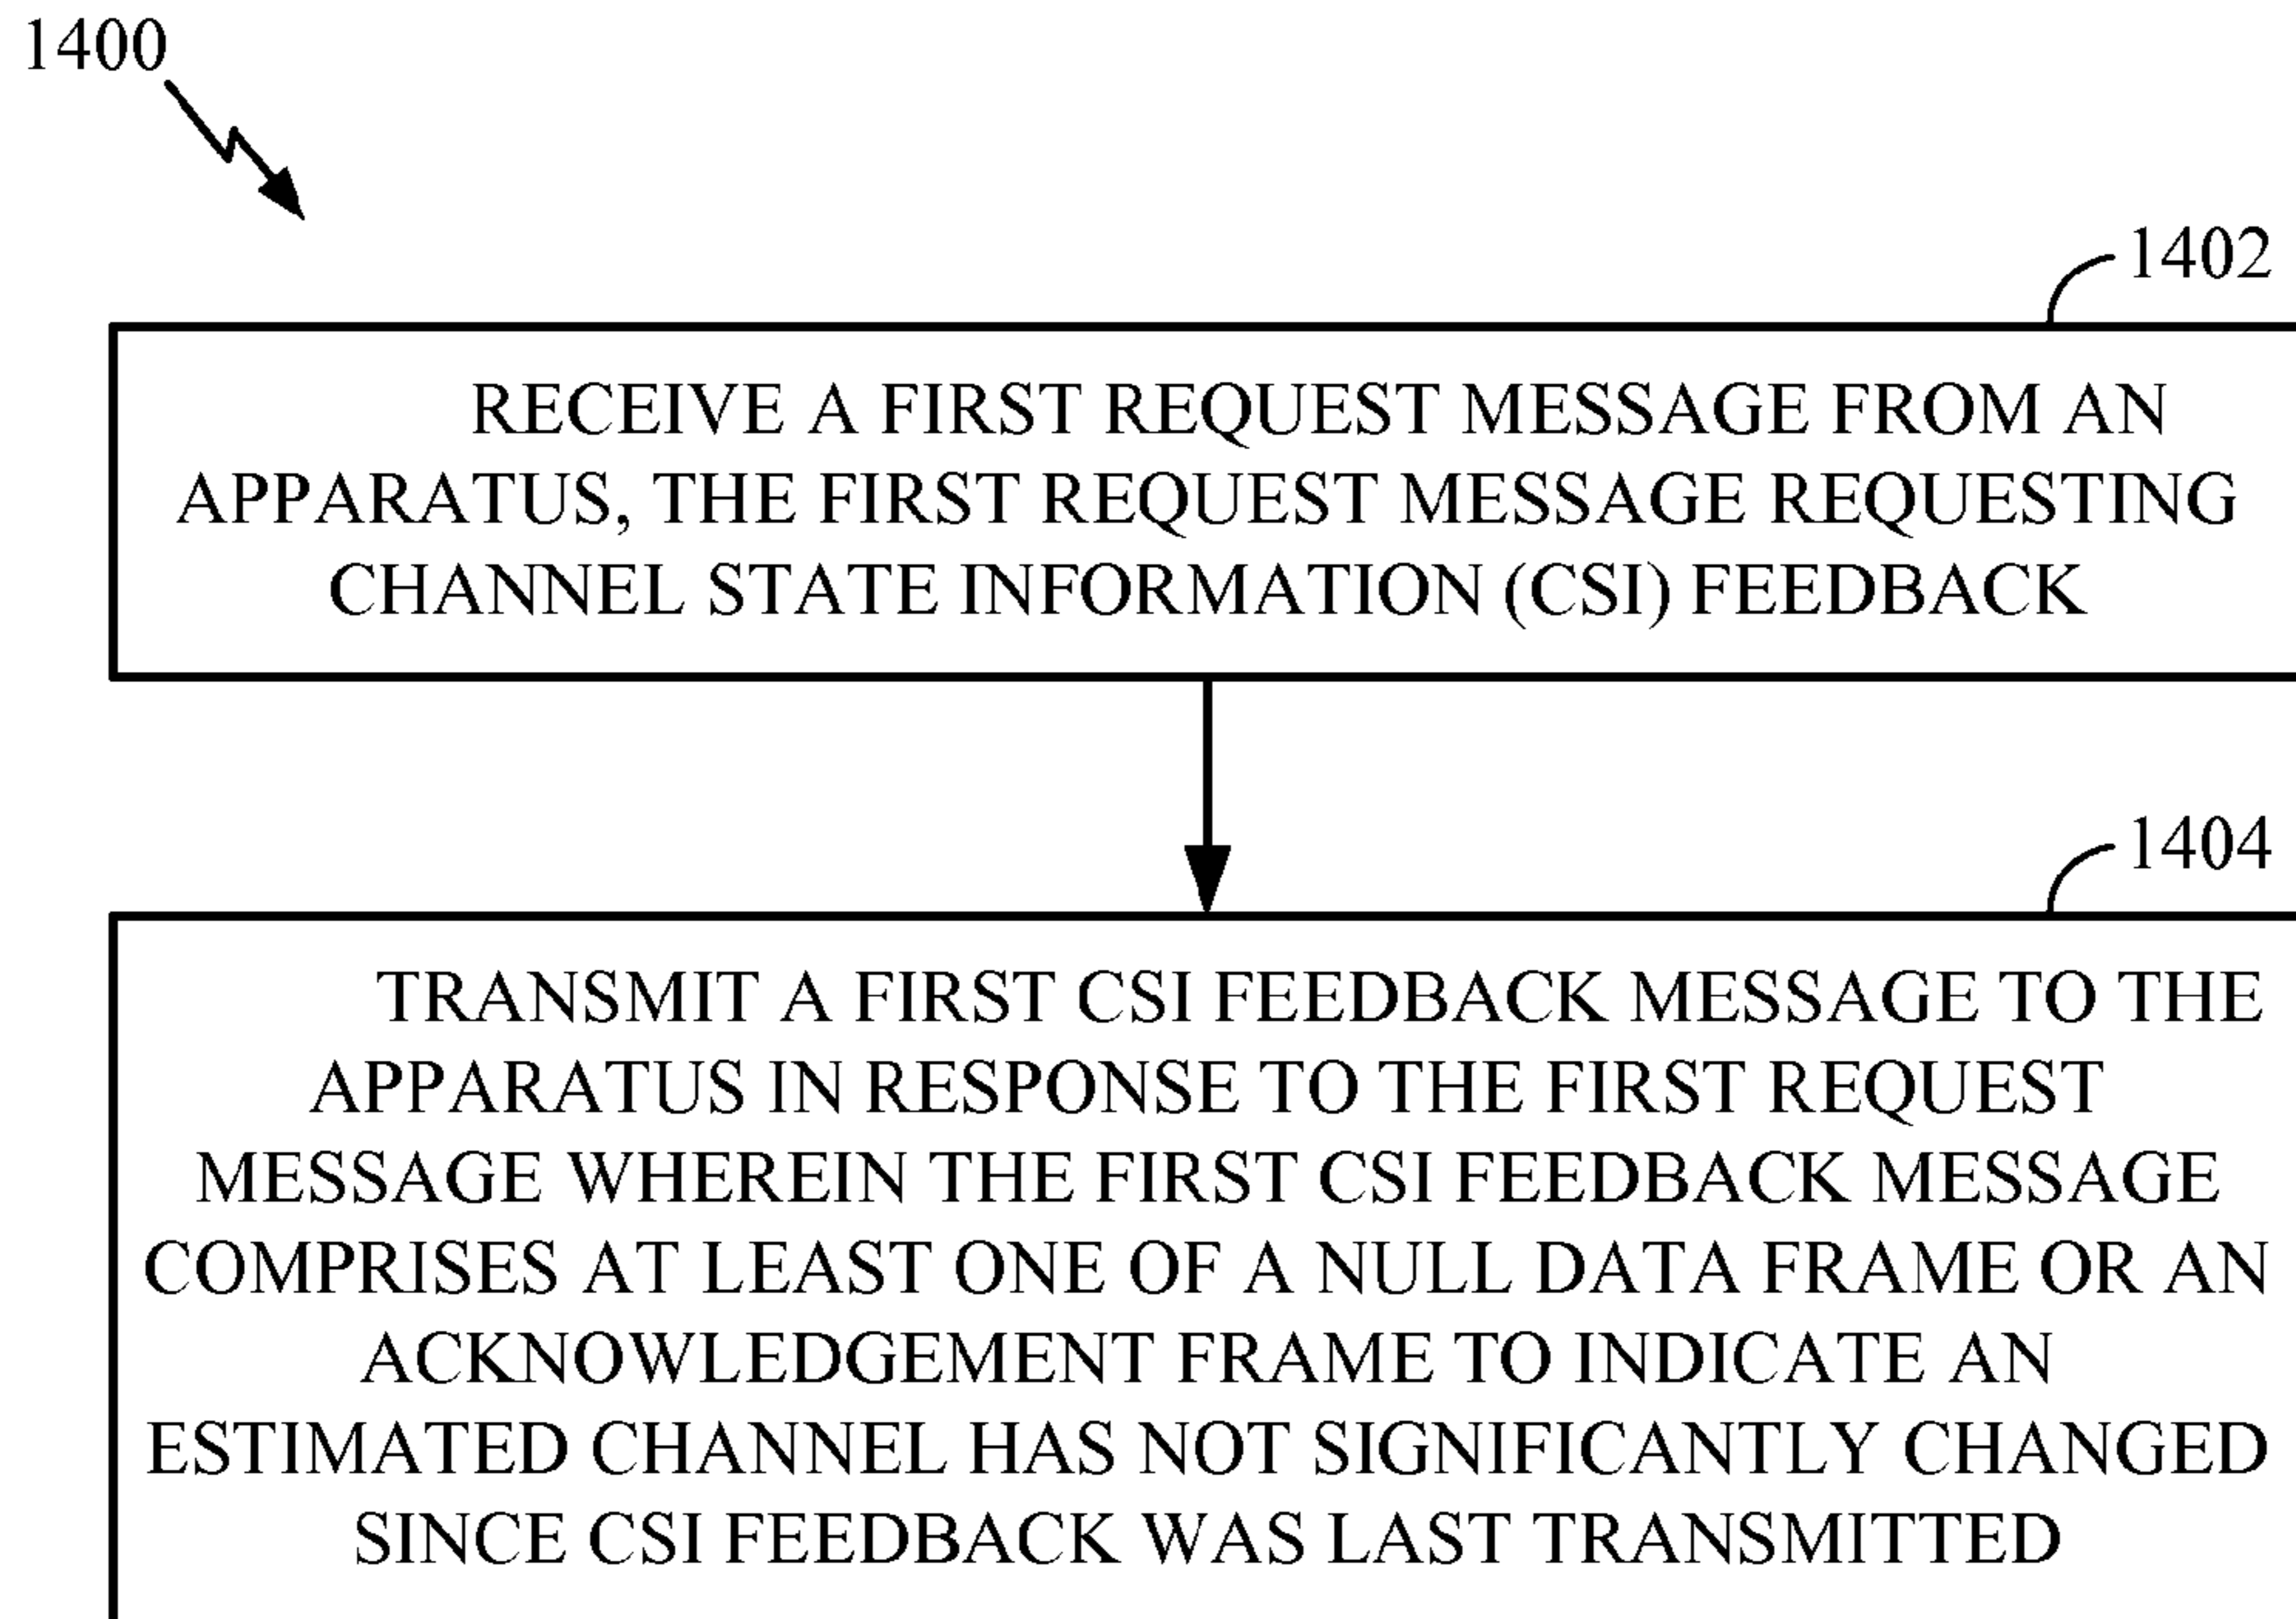 1400
1402
RECEIVE A FIRST REQUEST MESSAGE FROM AN
APPARATUS, THE FIRST REQUEST MESSAGE REQUESTING
CHANNEL STATE INFORMATION (CSI) FEEDBACK
1404
TRANSMIT A FIRST CSI FEEDBACK MESSAGE TO THE
APPARATUS IN RESPONSE TO THE FIRST REQUEST
MESSAGE WHEREIN THE FIRST CSI FEEDBACK MESSAGE
COMPRISES AT LEAST ONE OF A NULL DATA FRAME OR AN
ACKNOWLEDGEMENT FRAME TO INDICATE AN
ESTIMATED CHANNEL HAS NOT SIGNIFICANTLY CHANGED
SINCE CSI FEEDBACK WAS LAST TRANSMITTED